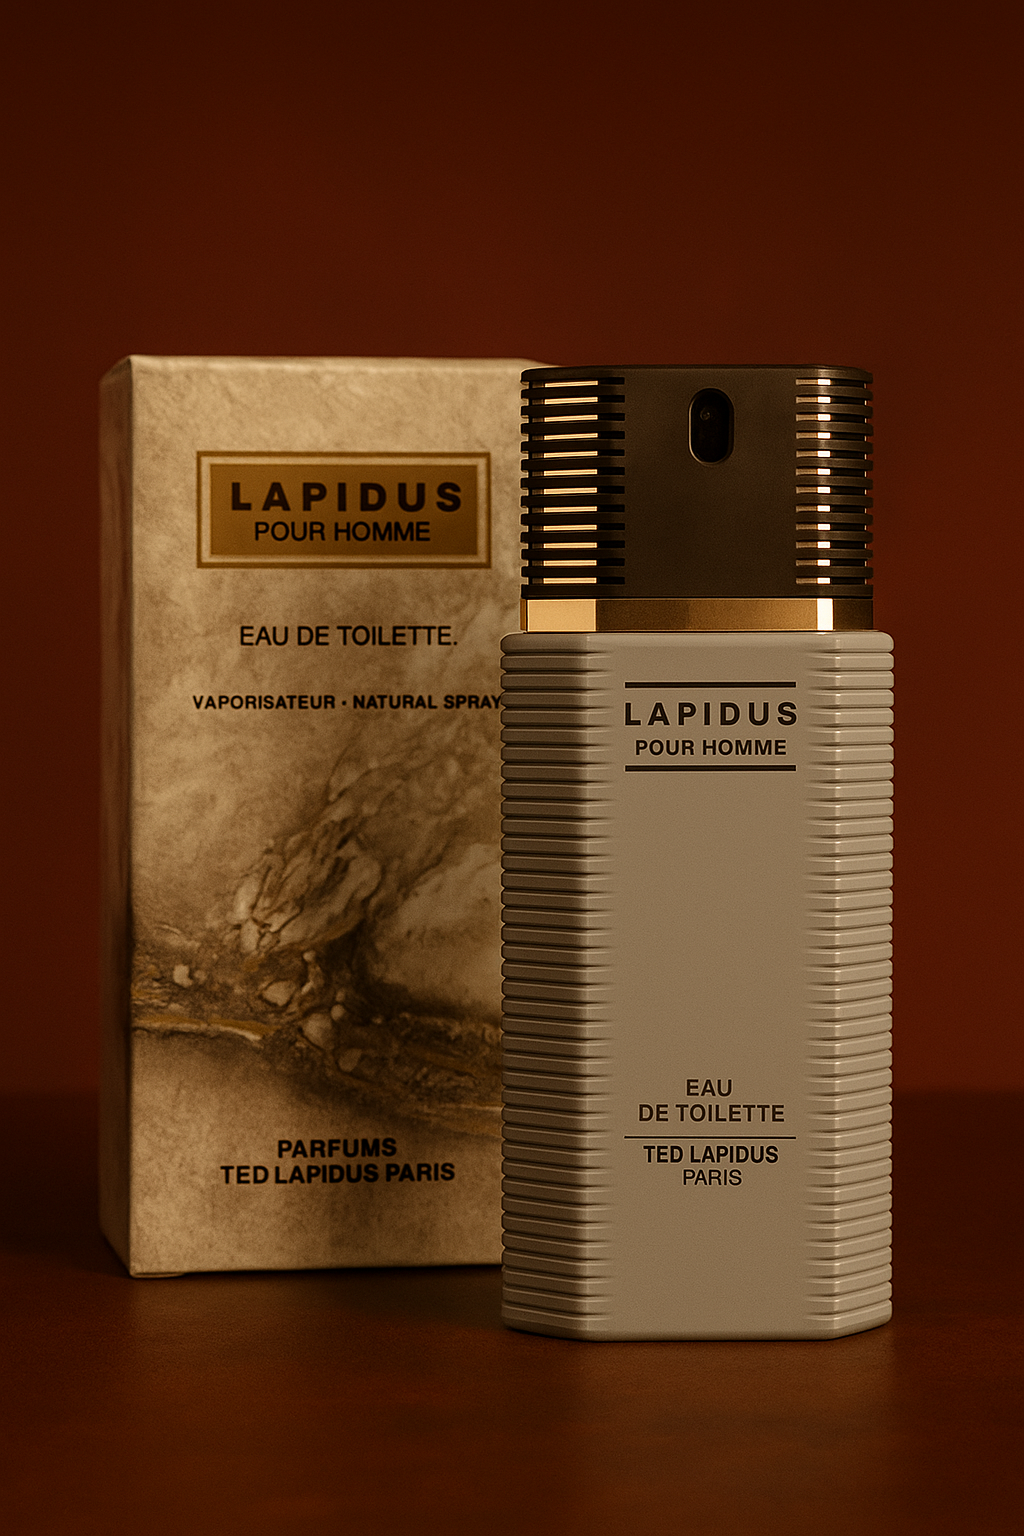 LAPIDUS
POUR HOMME
EAU DE TOILETTE.
VAPORISATEUR · NATURAL SPRAY
PARFUMS
TED LAPIDUS PARIS
LAPIDUS
POUR HOMME
EAU
DE TOILETTE
TED LAPIDUS
PARIS